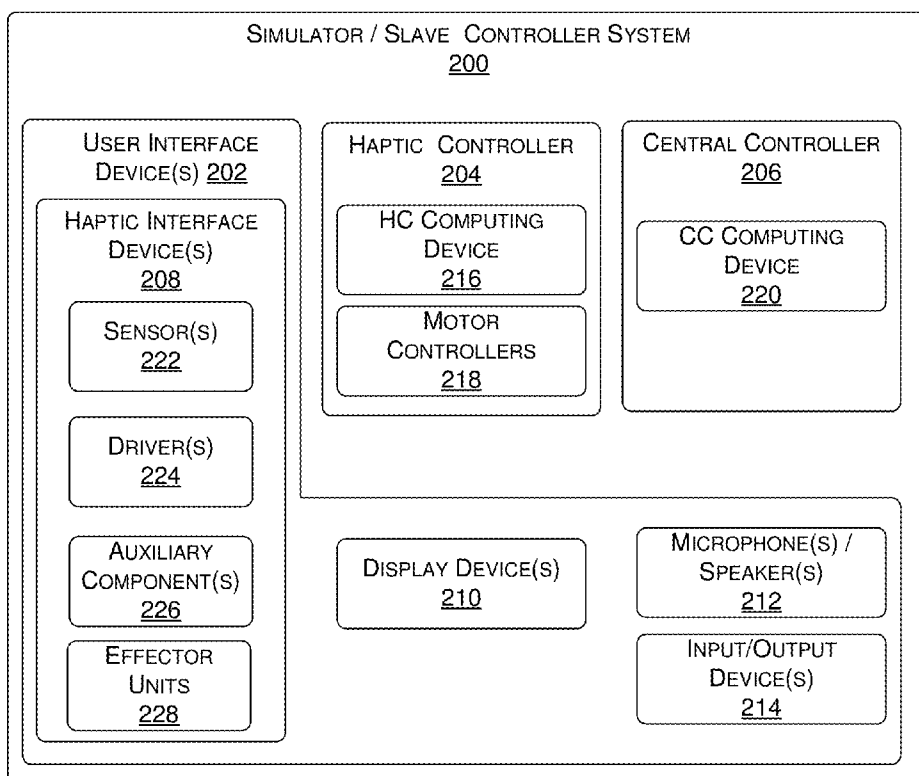 SIMULATOR / SLAVE CONTROLLER SYSTEM
200
USER INTERFACE
DEVICE(S) 202
HAPTIC INTERFACE
DEVICE(S)
208
SENSOR(S)
222
DRIVER(S)
224
AUXILIARY
COMPONENT(S)
226
EFFECTOR
UNITS
228
HAPTIC CONTROLLER
204
HC COMPUTING
DEVICE
216
MOTOR
CONTROLLERS
218
CENTRAL CONTROLLER
206
CC COMPUTING
DEVICE
220
DISPLAY DEVICE(S)
210
MICROPHONE(S) /
SPEAKER(S)
212
INPUT/OUTPUT
DEVICE(S)
214